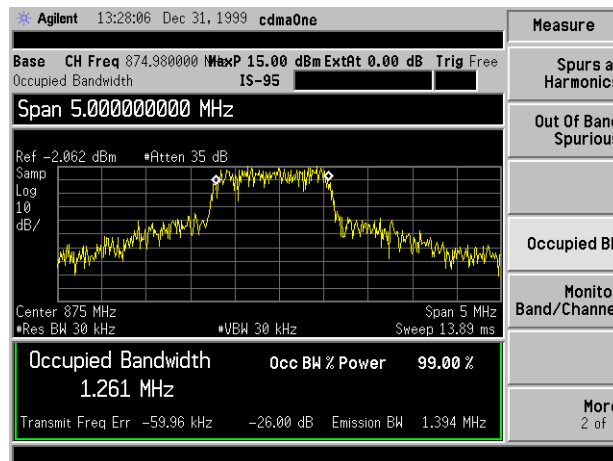 Agilent 13:28:06 Dec 31, 1999 cdmaOne
Measure
Base CH Freq 874.980000 MaxP 15.00 dBm ExtAt 0.00 dB Trig Free
Occupied Bandwidth IS-95
Spurs a
Harmonics
Span 5.000000000 MHz
Out Of Ban
Spurious
Ref -2.062 dBm #Atten 35 dB
Samp
Log
10
dB/
Occupied B
Center 875 MHz Span 5 MHz
#Res BW 30 kHz #VBW 30 kHz Sweep 13.89 ms
Monito
Band/Channe
Occupied Bandwidth Occ BW % Power 99.00 %
1.261 MHz
Transmit Freq Err -59.96 kHz -26.00 dB Emission BW 1.394 MHz
More
2 of